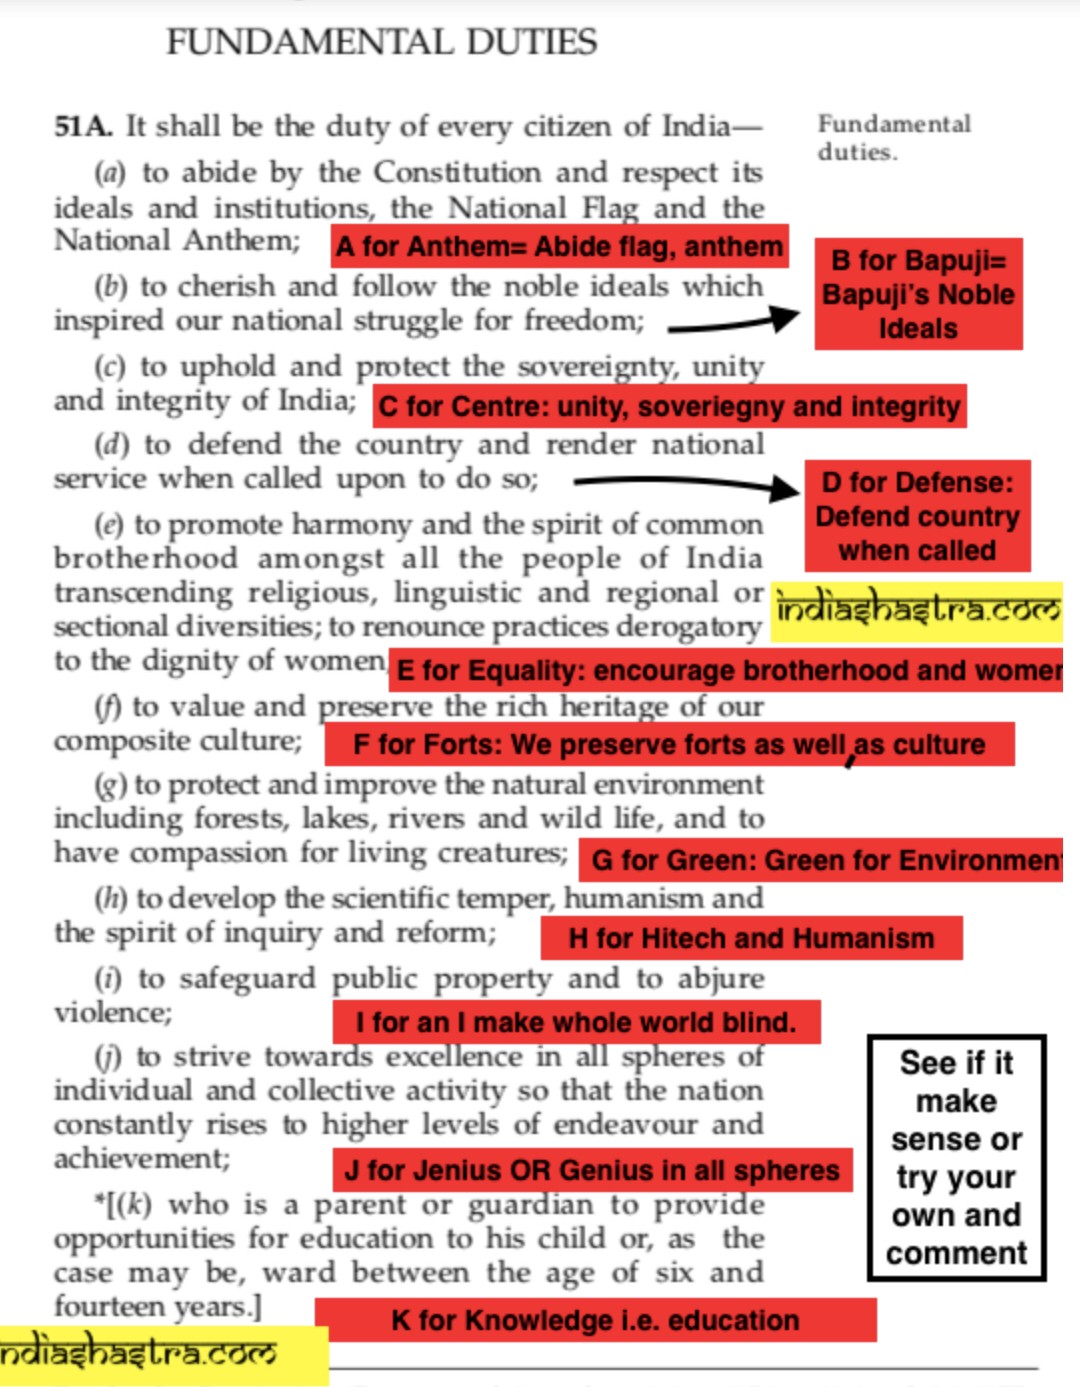 FUNDAMENTAL DUTIES
51A. It shall be the duty of every citizen of India—
Fundamental
duties.
(a) to abide by the Constitution and respect its
ideals and institutions, the National Flag and the
National Anthem;
A for Anthem= Abide flag, anthem
(b) to cherish and follow the noble ideals which
inspired our national struggle for freedom;
B for Bapuji=
Bapuji's Noble
Ideals
(c) to uphold and protect the sovereignty, unity
and integrity of India;
C for Centre: unity, soveriegny and integrity
(d) to defend the country and render national
service when called upon to do so;
D for Defense:
Defend country
when called
(e) to promote harmony and the spirit of common
brotherhood amongst all the people of India
transcending religious, linguistic and regional or
sectional diversities; to renounce practices derogatory
to the dignity of women
indiashastra.com
E for Equality: encourage brotherhood and women
(f) to value and preserve the rich heritage of our
composite culture;
F for Forts: We preserve forts as well as culture
(g) to protect and improve the natural environment
including forests, lakes, rivers and wild life, and to
have compassion for living creatures;
G for Green: Green for Environment
(h) to develop the scientific temper, humanism and
the spirit of inquiry and reform;
H for Hitech and Humanism
(i) to safeguard public property and to abjure
violence;
I for an I make whole world blind.
(j) to strive towards excellence in all spheres of
individual and collective activity so that the nation
constantly rises to higher levels of endeavour and
achievement;
J for Jenius OR Genius in all spheres
See if it
make
sense or
try your
own and
comment
*[(k) who is a parent or guardian to provide
opportunities for education to his child or, as the
case may be, ward between the age of six and
fourteen years.]
K for Knowledge i.e. education
ndiashastra.com